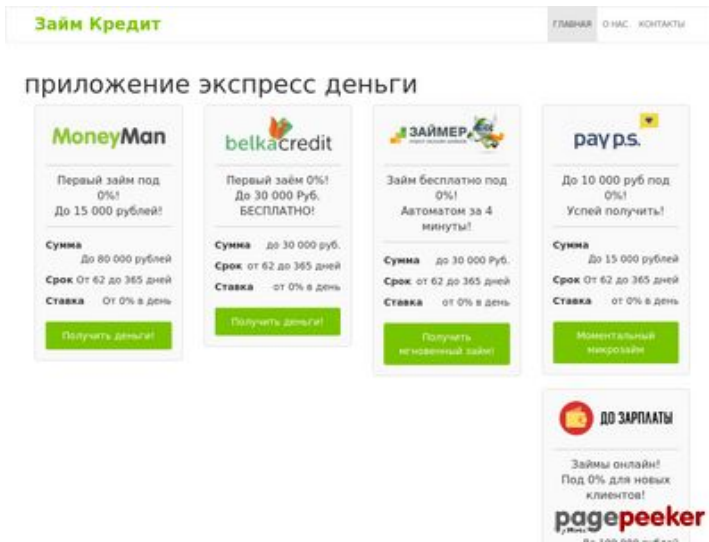 Займ Кредит
ГЛАВНАЯ О НАС КОНТАКТЫ
приложение экспресс деньги
MoneyMan
Первый займ под
0%!
До 15 000 рублей!
Сумма
До 80 000 рублей
Срок От 62 до 365 дней
Ставка От 0% в день
Получить деньги!
belkacredit
Первый заём 0%!
До 30 000 Руб.
БЕСПЛАТНО!
Сумма до 30 000 руб.
Срок от 62 до 365 дней
Ставка от 0% в день
Получить деньги!
ЗАЙМЕР
Займ бесплатно под
0%!
Автоматом за 4
минуты!
Сумма до 30 000 Руб.
Срок от 62 до 365 дней
Ставка от 0% в день
Получить
мгновенный займ!
pay p.s.
До 10 000 руб под
0%!
Успей получить!
Сумма
До 15 000 рублей
Срок От 62 до 365 дней
Ставка От 0% в день
Моментальный
микрозайм
ДО ЗАРПЛАТЫ
Займы онлайн!
Под 0% для новых
клиентов!
pagepeeker
До 100 000 рублей